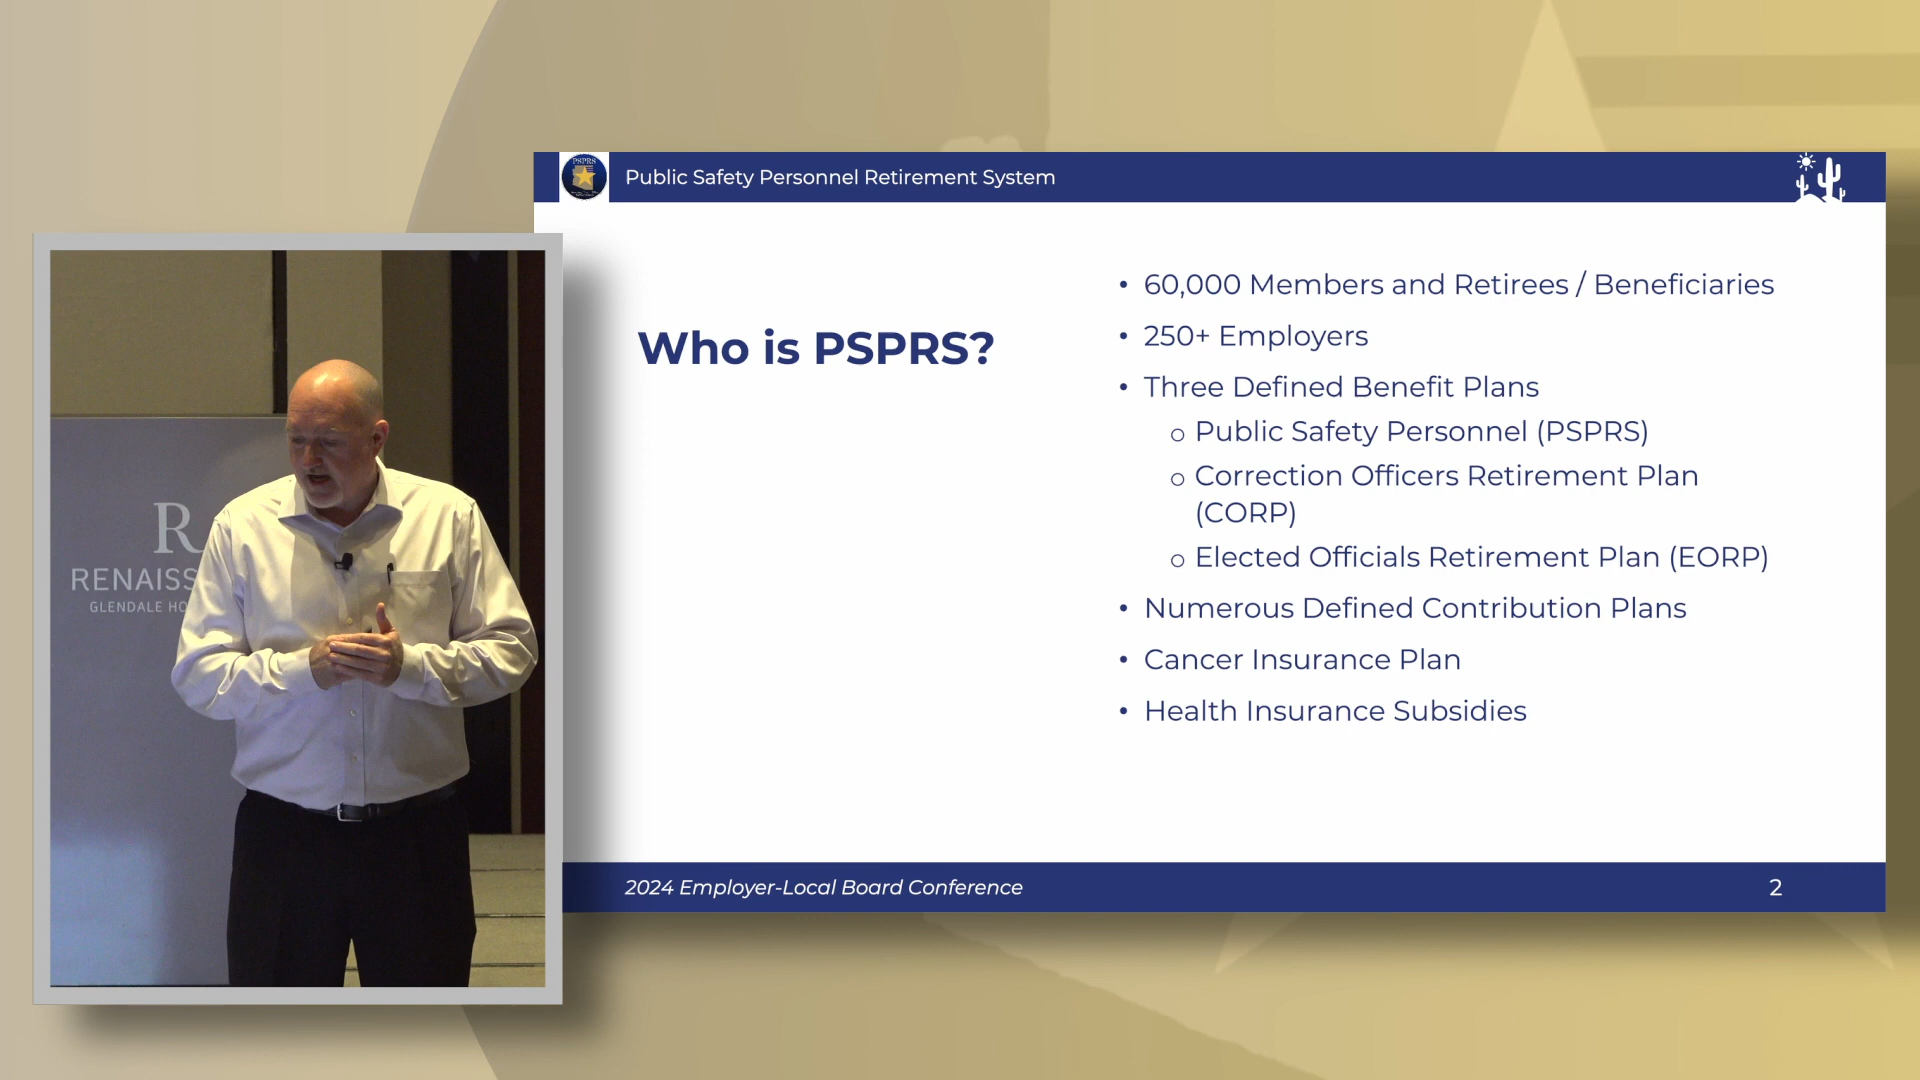 PSPRS
Public Safety Personnel Retirement System
Who is PSPRS?
• 60,000 Members and Retirees / Beneficiaries
• 250+ Employers
• Three Defined Benefit Plans
o Public Safety Personnel (PSPRS)
o Correction Officers Retirement Plan
(CORP)
o Elected Officials Retirement Plan (EORP)
• Numerous Defined Contribution Plans
• Cancer Insurance Plan
• Health Insurance Subsidies
2024 Employer-Local Board Conference
2
R
RENAISS
GLENDALE HO